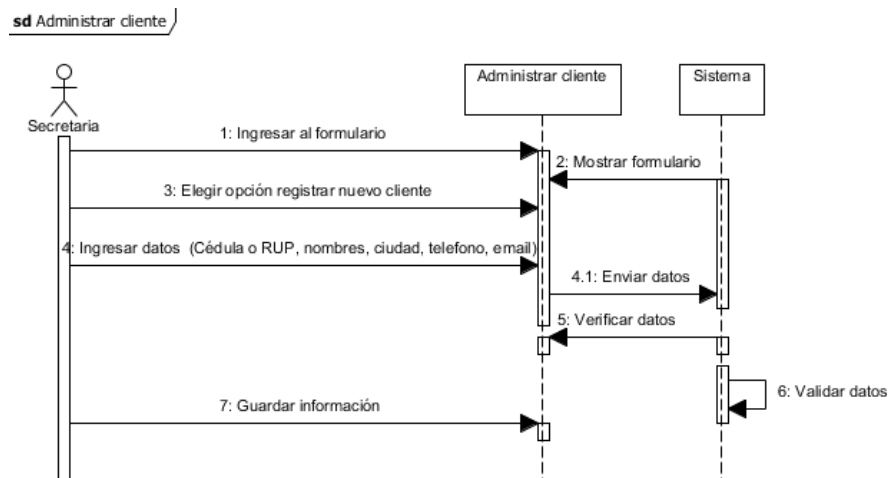 sd Administrar cliente
Administrar cliente
Sistema
Secretaria
1: Ingresar al formulario
2: Mostrar formulario
3: Elegir opción registrar nuevo cliente
4: Ingresar datos (Cédula o RUP, nombres, ciudad, telefono, email)
4.1: Enviar datos
5: Verificar datos
6: Validar datos
7: Guardar información